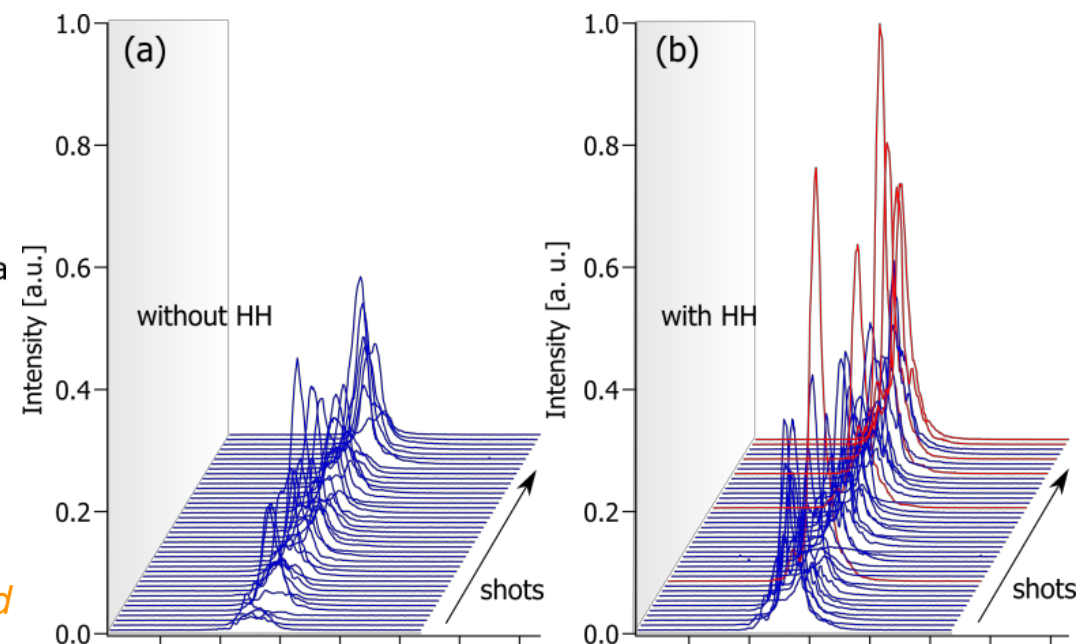 (a)
1.0
0.8
0.6
0.4
0.2
0.0
Intensity [a.u.]
without HH
shots
(b)
1.0
0.8
0.6
0.4
0.2
0.0
Intensity [a. u.]
with HH
shots
a
d